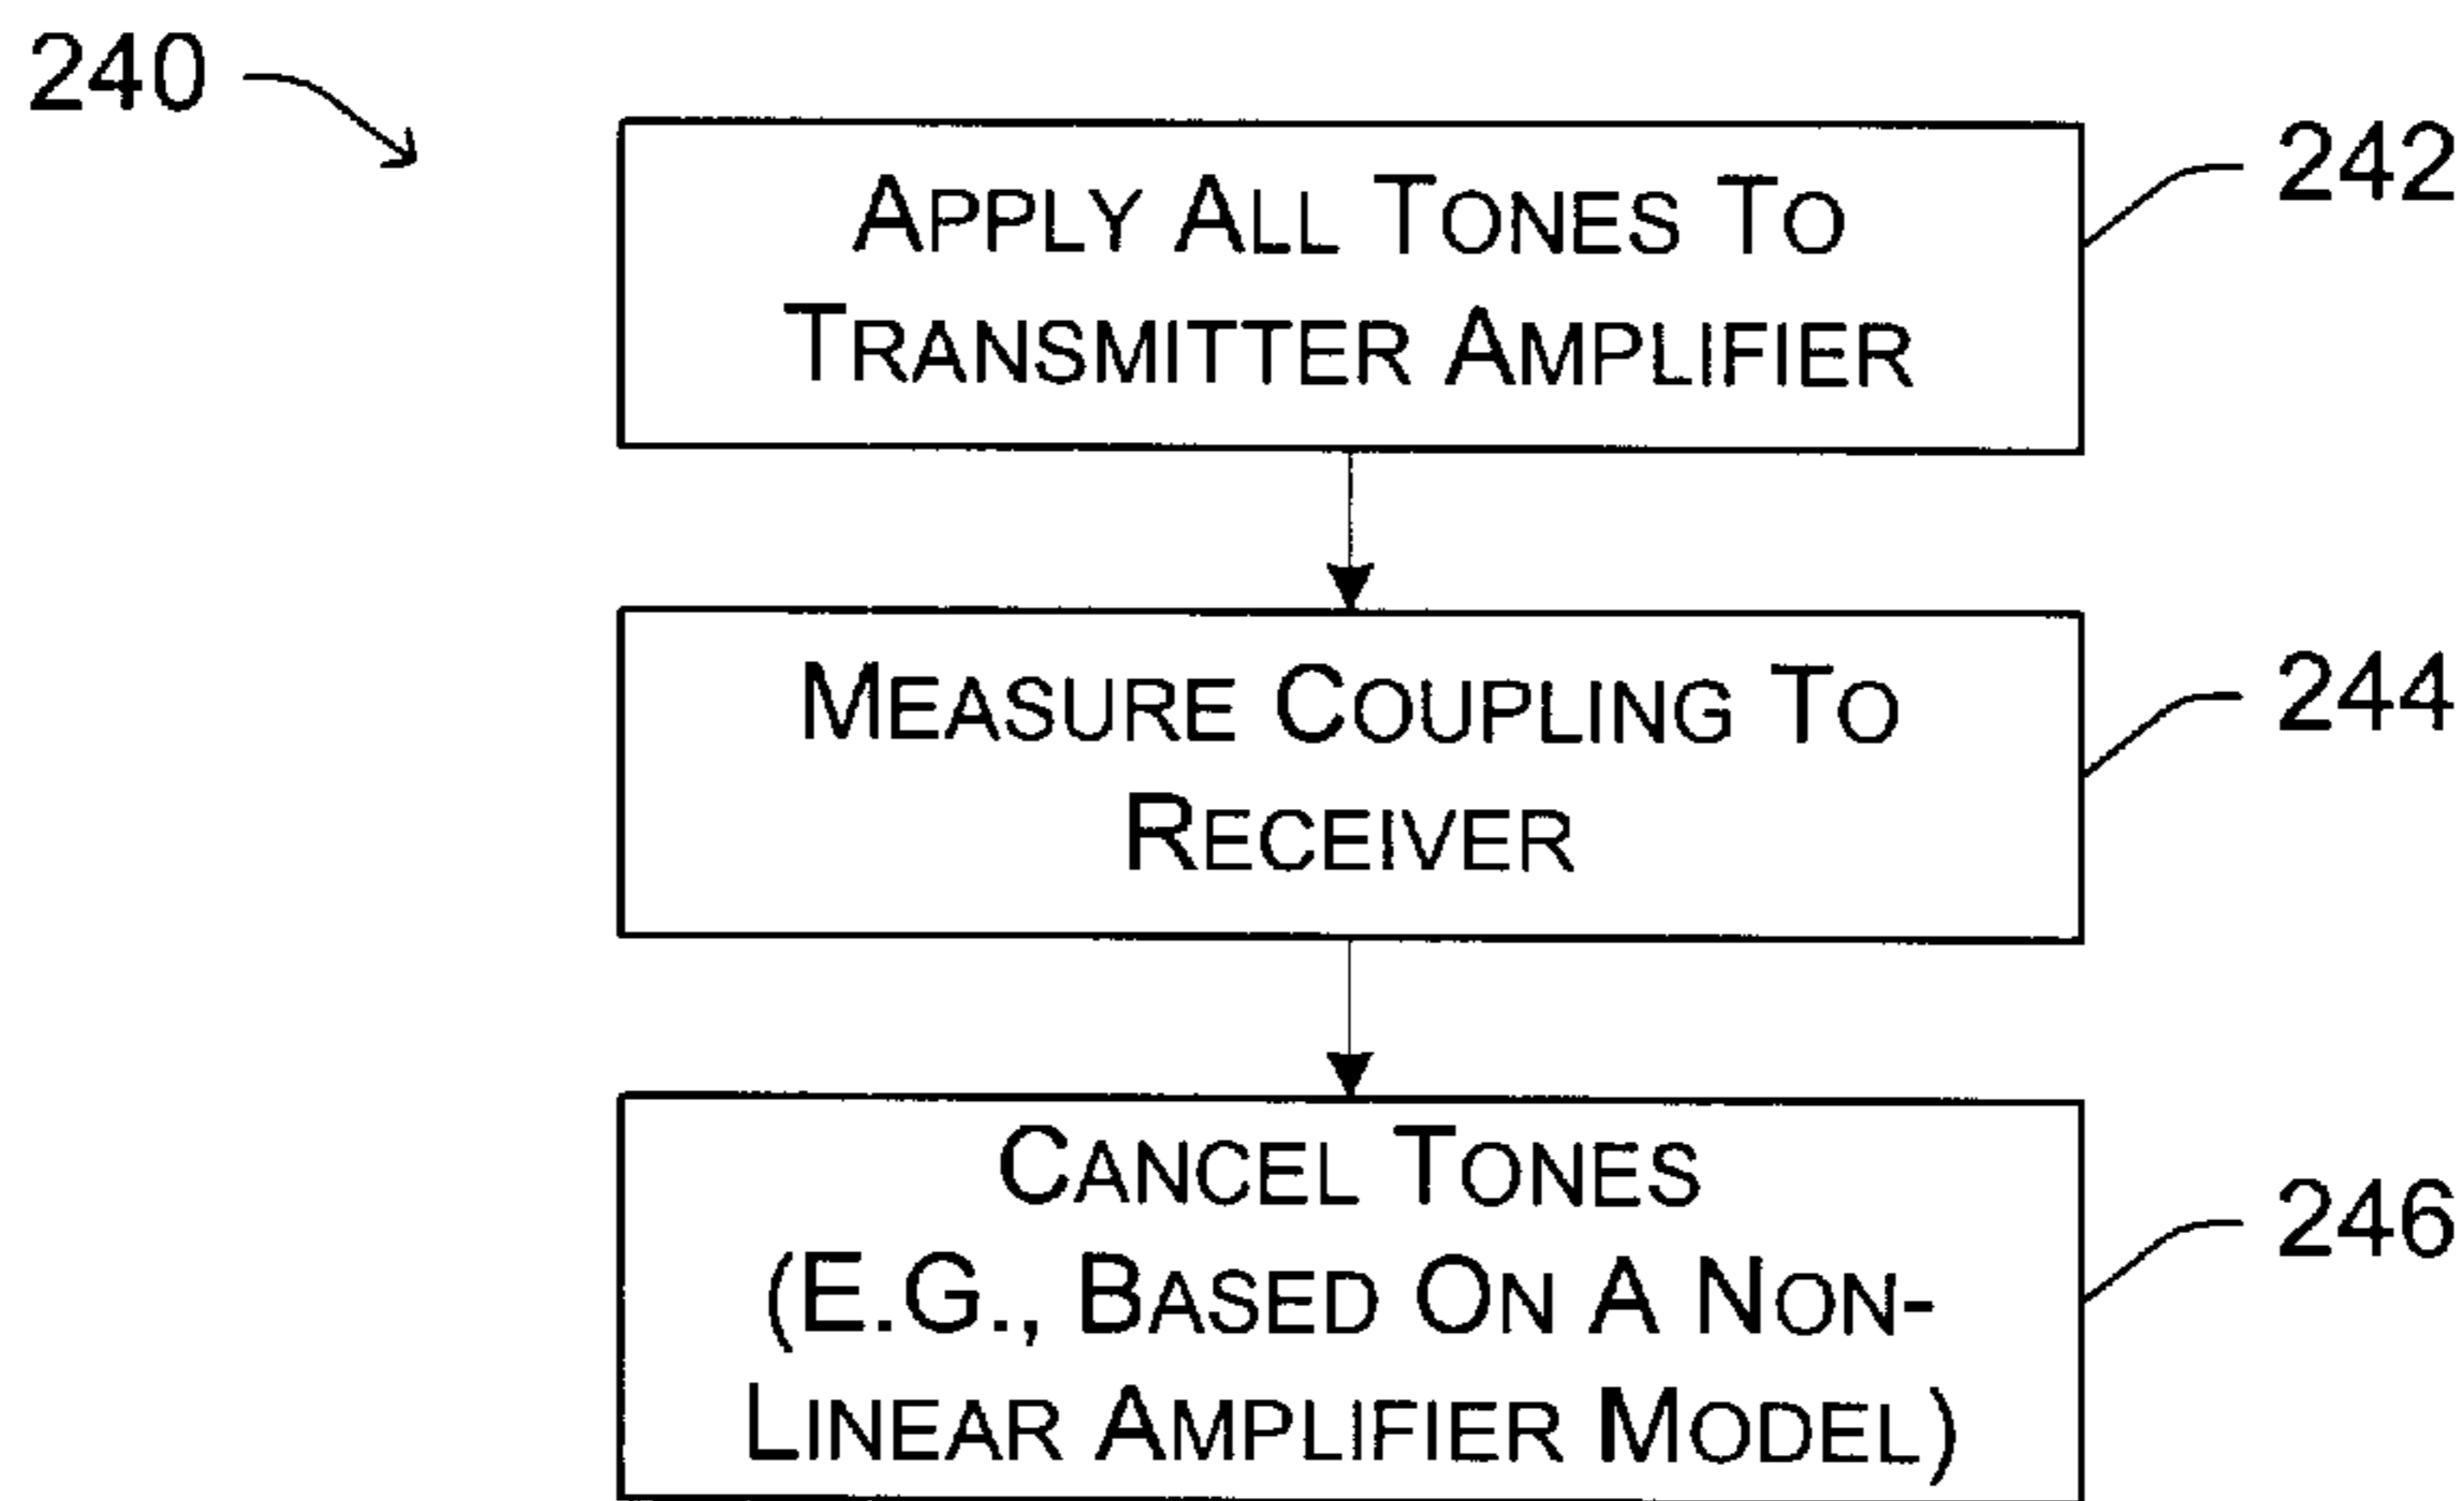 240
APPLY ALL TONES TO
TRANSMITTER AMPLIFIER
242
MEASURE COUPLING TO
RECEIVER
244
CANCEL TONES
(E.G., BASED ON A NON-
LINEAR AMPLIFIER MODEL)
246